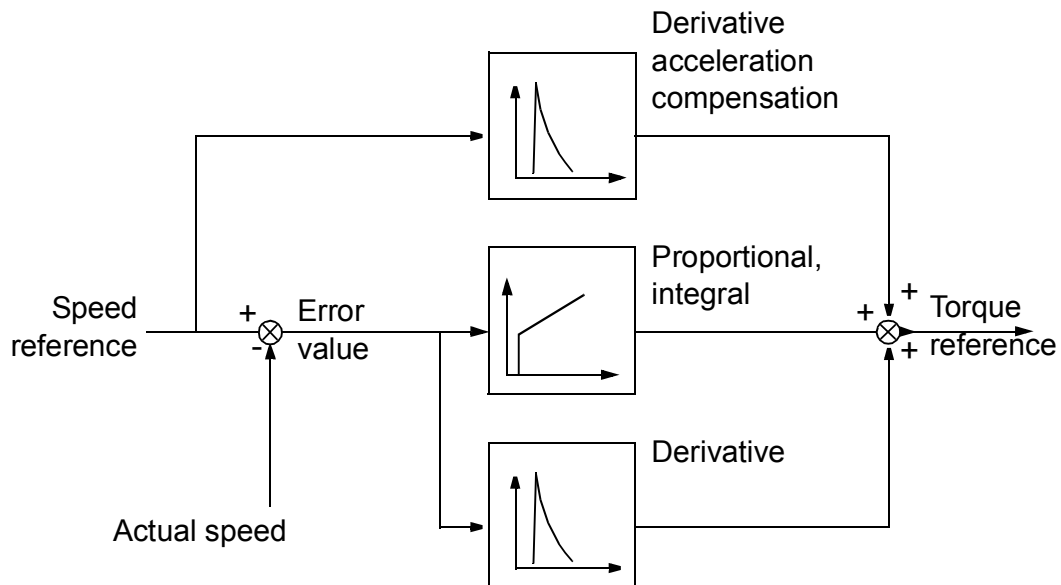 Derivative
acceleration
compensation
Proportional,
integral
Speed
reference
+
-
Error
value
+
+
+
Torque
reference
Derivative
Actual speed